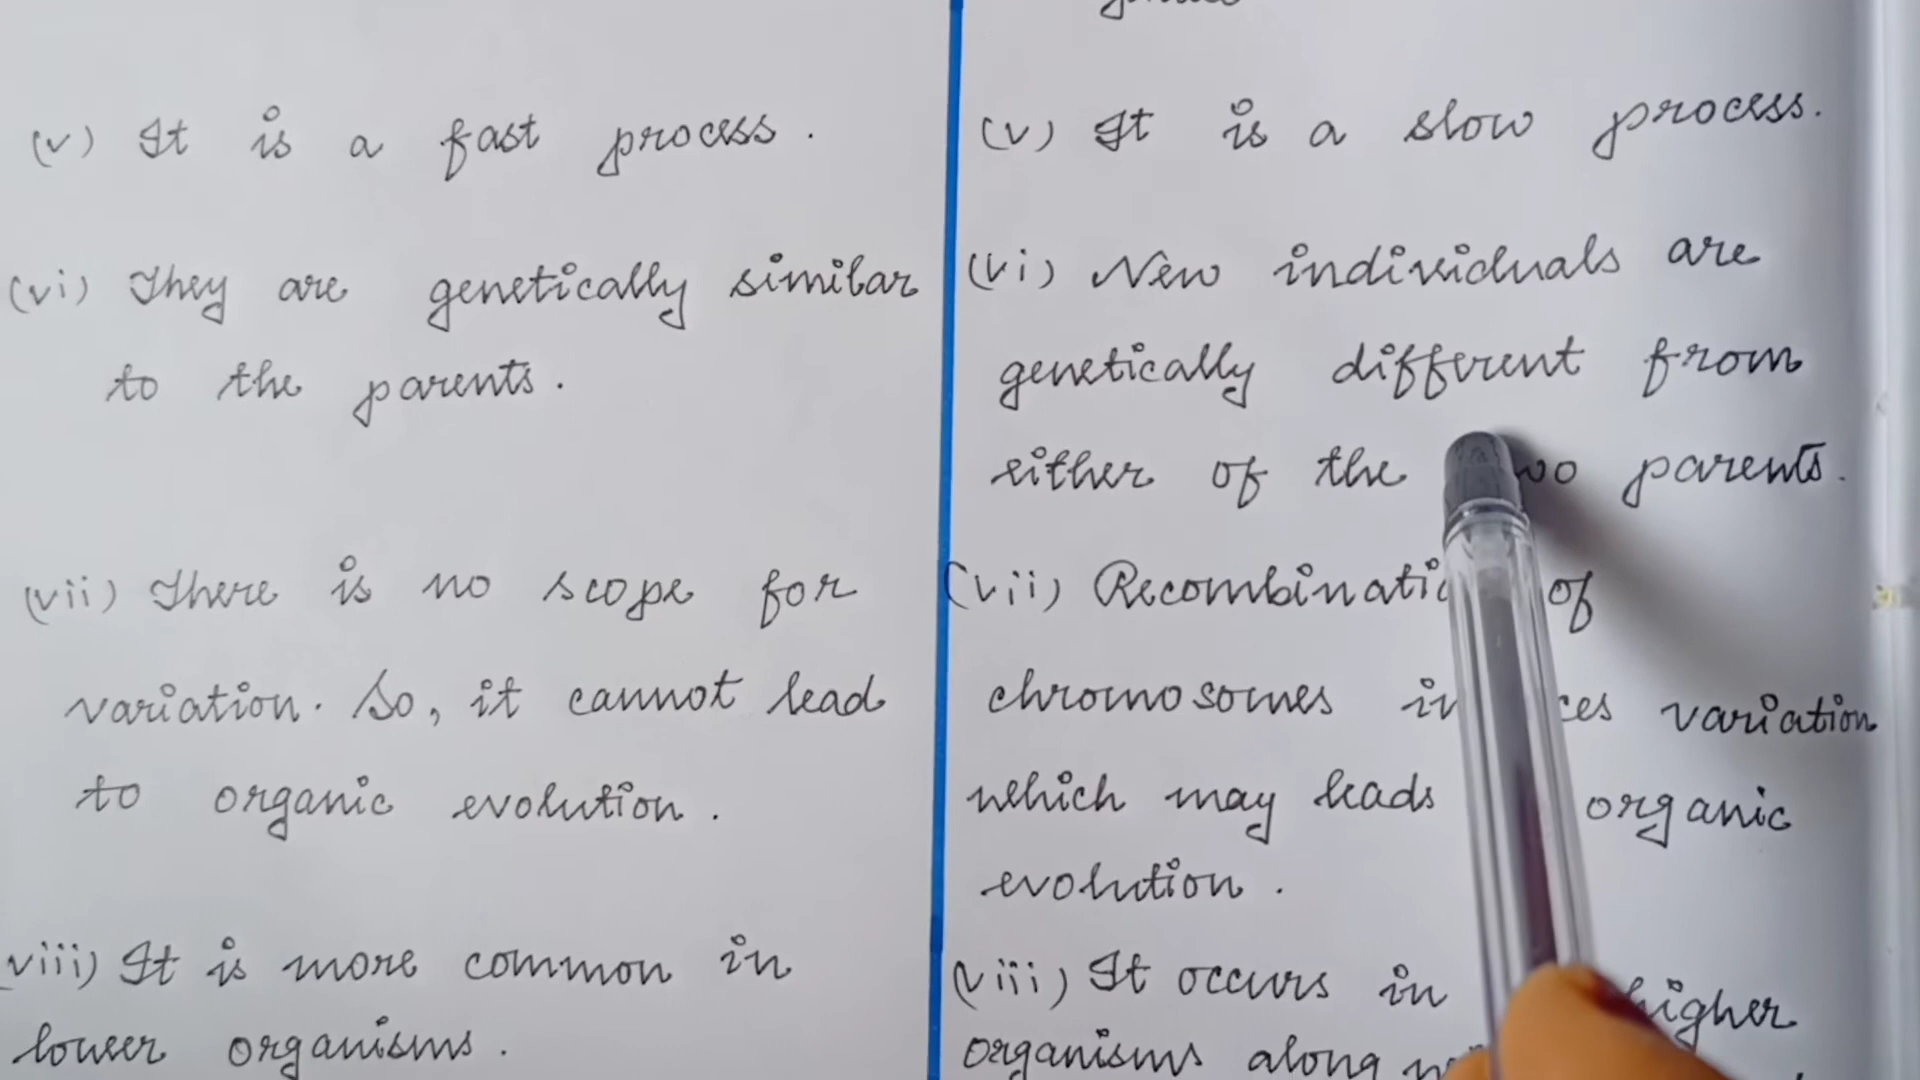 (v) It is a fast process.
(vi) They are genetically similar
to the parents.
(vii) There is no scope for
variation. So, it cannot lead
to organic evolution.
viii) It is more common in
lower organisms.
(v) It is a slow process.
(vi) New individuals are
genetically different from
either of the parents.
(vii) of
chromosomes variation
which may leads organic
evolution.
(viii) It occurs in higher
organisms along